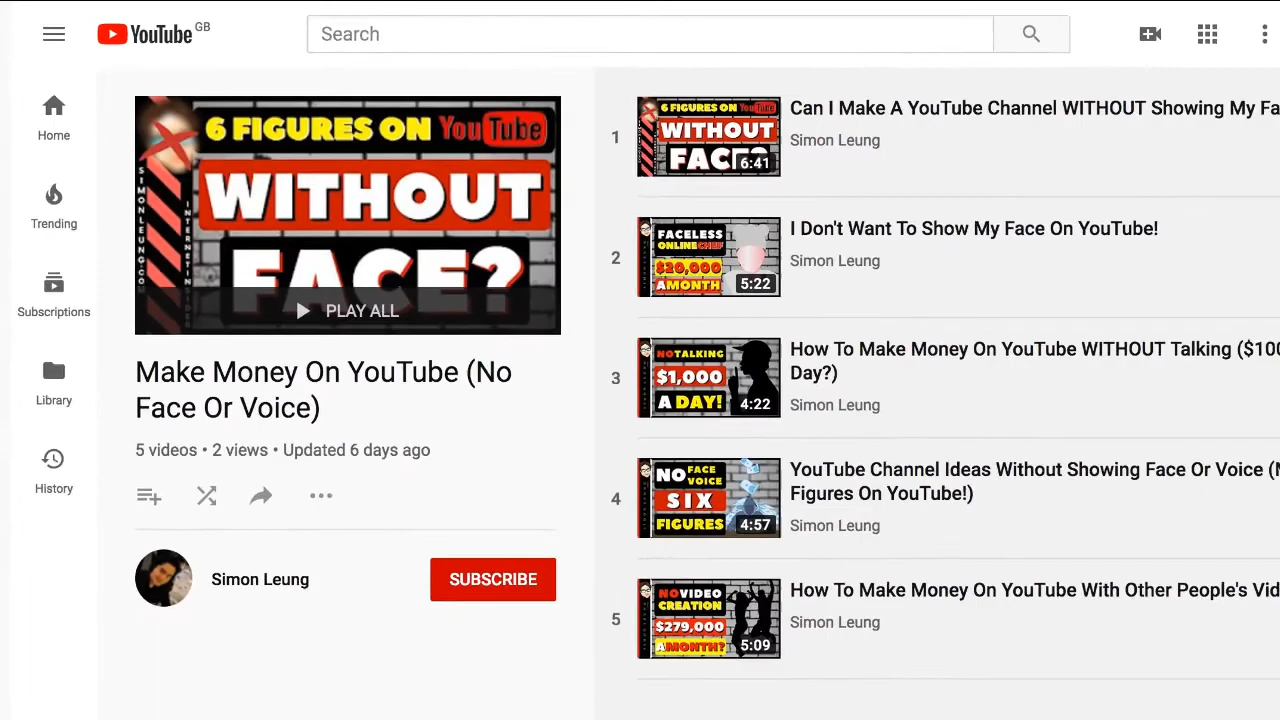 YouTube GB
Search
Home
Trending
Subscriptions
Library
History
6 FIGURES ON YouTube
WITHOUT
FACE?
SIMONLEUNG.COM
INTERNETINSIDER
PLAY ALL
Make Money On YouTube (No
Face Or Voice)
5 videos • 2 views • Updated 6 days ago
Simon Leung
SUBSCRIBE
1
6 FIGURES ON YouTube
WITHOUT
FACE?
6:41
Can I Make A YouTube Channel WITHOUT Showing My Fa
Simon Leung
2
FACELESS
ONLINE CHEF
$20,000
A MONTH
5:22
I Don't Want To Show My Face On YouTube!
Simon Leung
3
NO TALKING
$1,000
A DAY!
4:22
How To Make Money On YouTube WITHOUT Talking ($100
Day?)
Simon Leung
4
NO FACE
VOICE
SIX
FIGURES
4:57
YouTube Channel Ideas Without Showing Face Or Voice (N
Figures On YouTube!)
Simon Leung
5
NO VIDEO
CREATION
$279,000
A MONTH?
5:09
How To Make Money On YouTube With Other People's Vid
Simon Leung